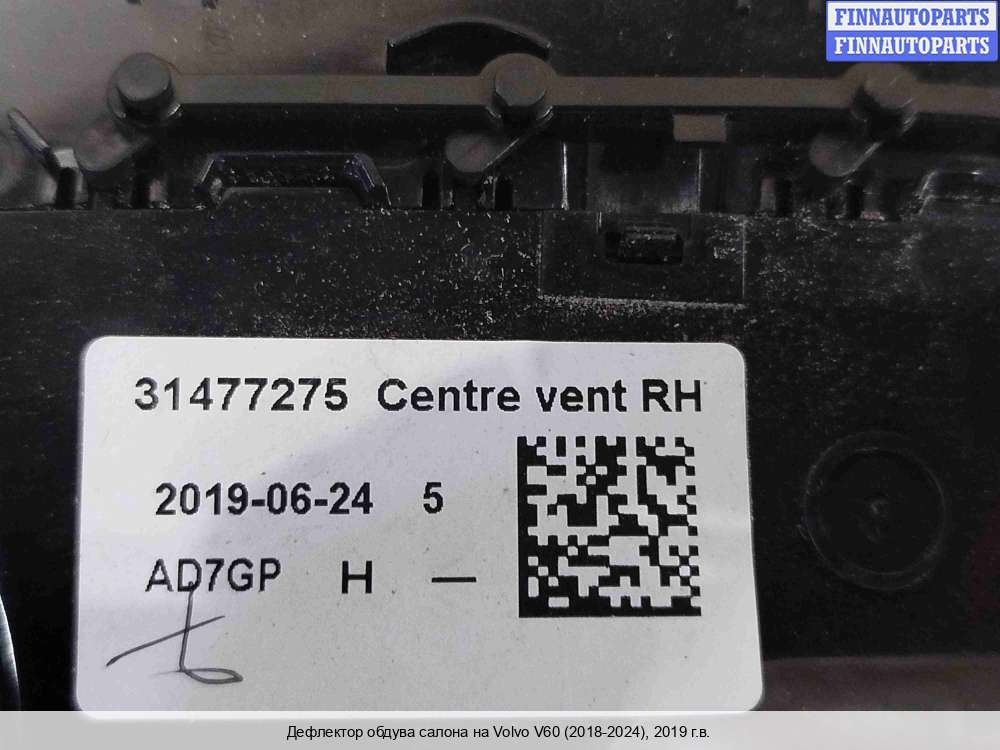 FINNAUTOPARTS
FINNAUTOPARTS
31477275 Centre vent RH
2019-06-24 5
AD7GP H —
Дефлектор обдува салона на Volvo V60 (2018-2024), 2019 г.в.